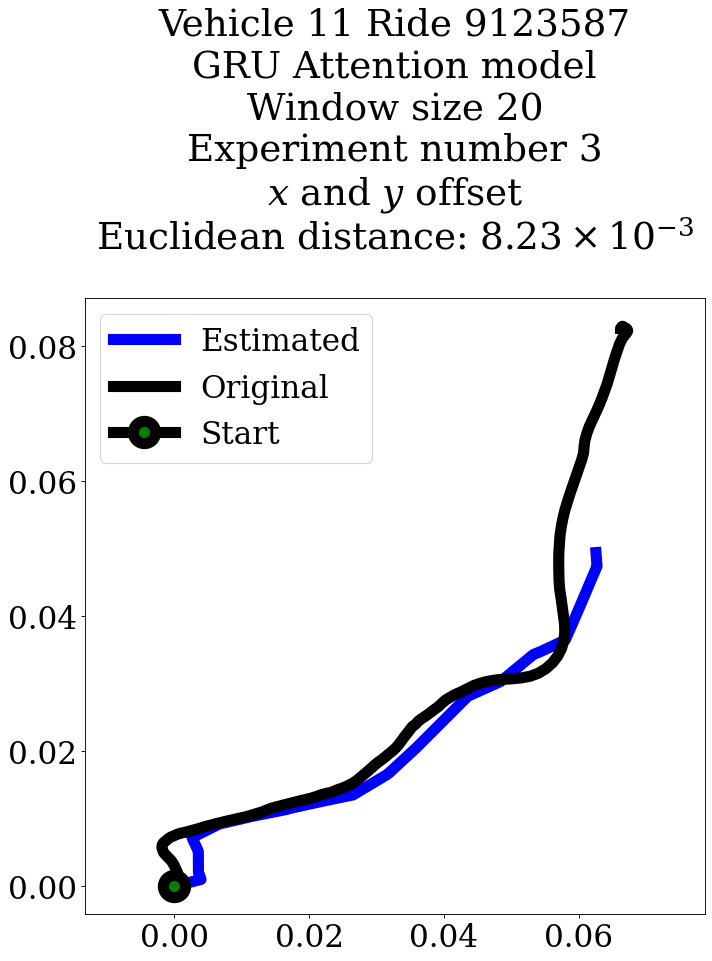 Vehicle 11 Ride 9123587
GRU Attention model
Window size 20
Experiment number 3
x and y offset
Euclidean distance: 8.23 × 10⁻³
Estimated
Original
Start
0.08
0.06
0.04
0.02
0.00
0.00 0.02 0.04 0.06